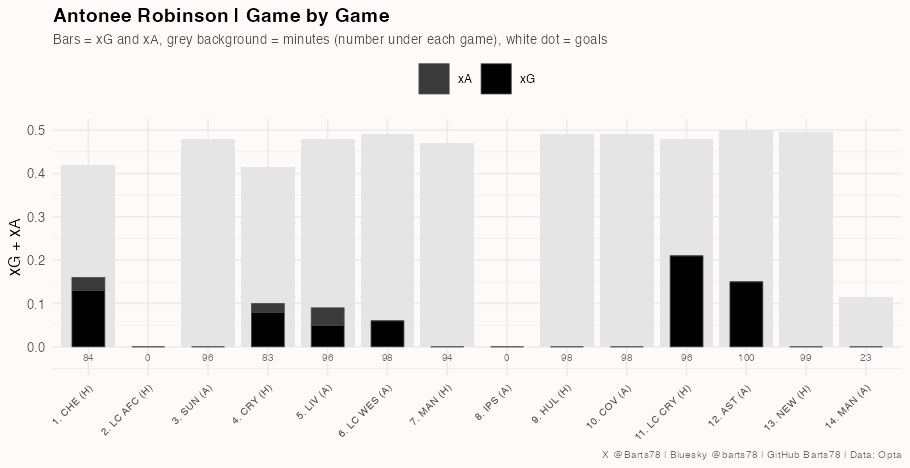 Antonee Robinson | Game by Game
Bars = xG and xA, grey background = minutes (number under each game), white dot = goals
xA xG
xG + xA
0.5
0.4
0.3
0.2
0.1
0.0
84 0 96 83 96 98 94 0 98 98 96 100 99 23
1. CHE (H)
2. LC AFC (H)
3. SUN (A)
4. CRY (H)
5. LIV (A)
6. LC WES (A)
7. MAN (H)
8. IPS (A)
9. HUL (H)
10. COV (A)
11. LC CRY (H)
12. AST (A)
13. NEW (H)
14. MAN (A)
X @Barts78 | Bluesky @barts78 | GitHub Barts78 | Data: Opta